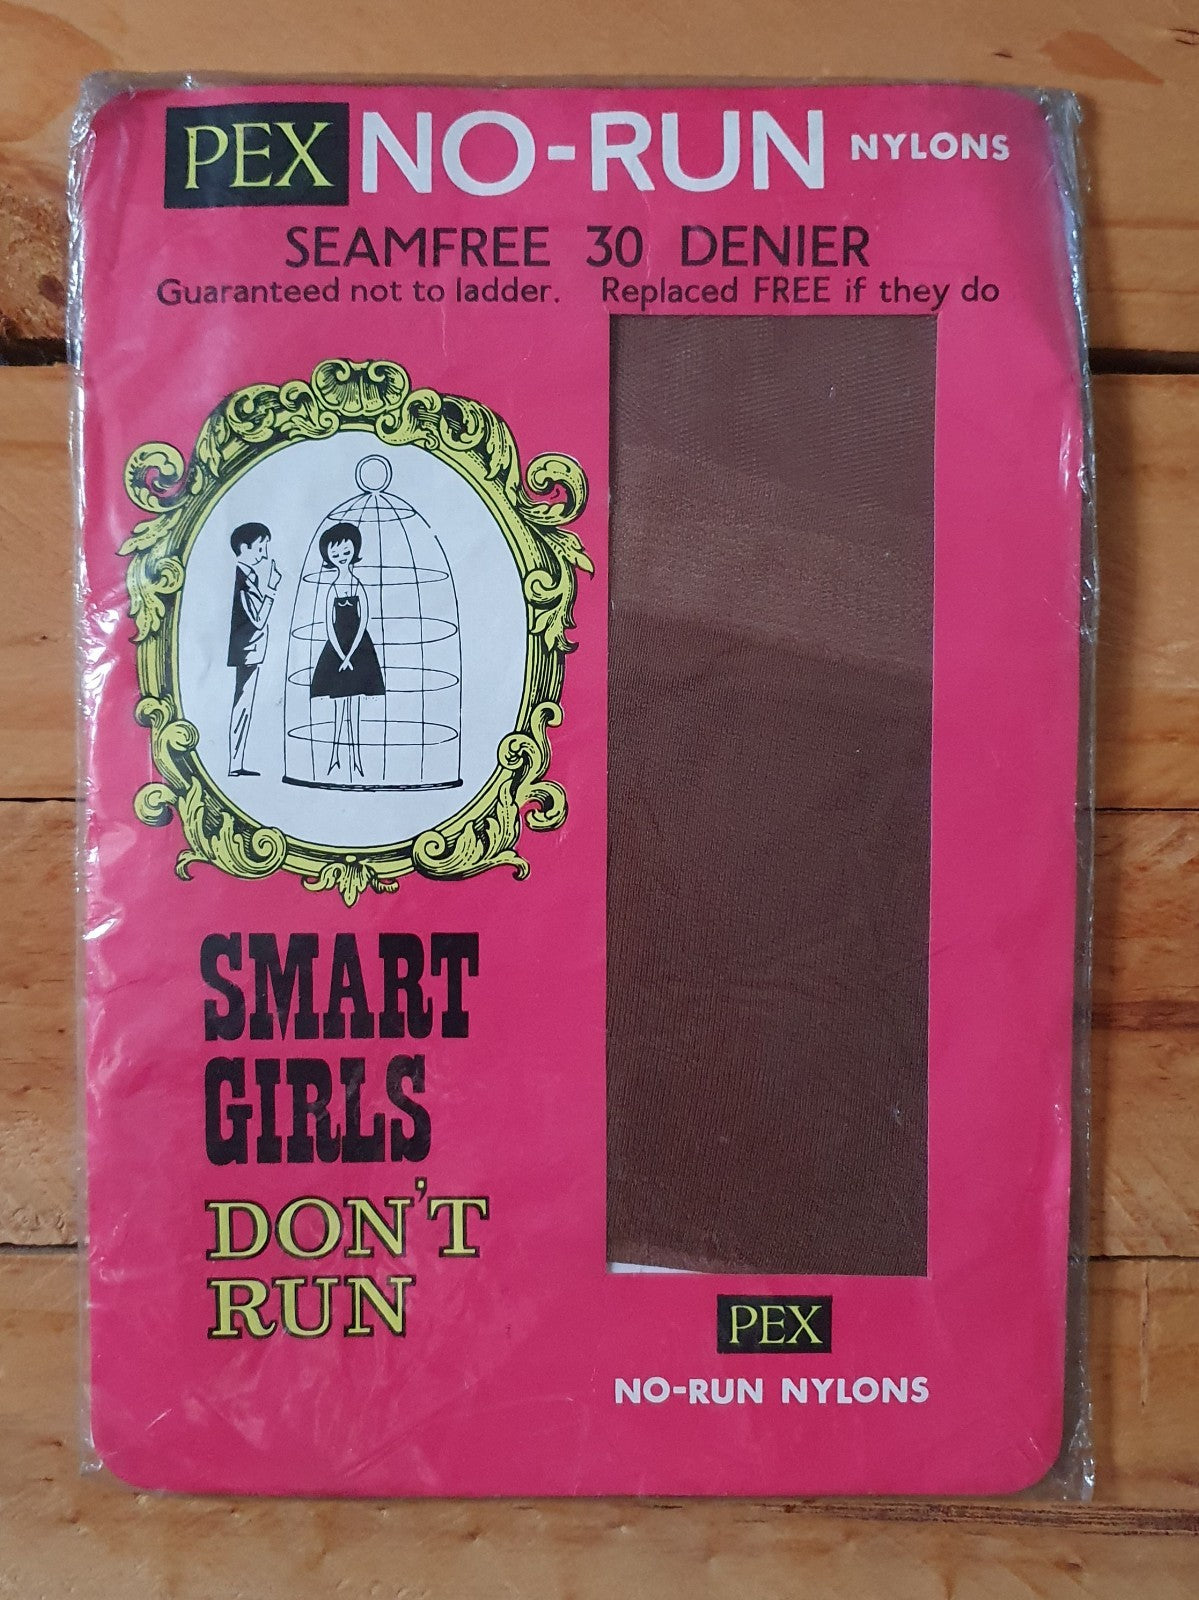 PEX NO-RUN NYLONS
SEAMFREE 30 DENIER
Guaranteed not to ladder. Replaced FREE if they do
SMART
GIRLS
DON'T
RUN
PEX
NO-RUN NYLONS